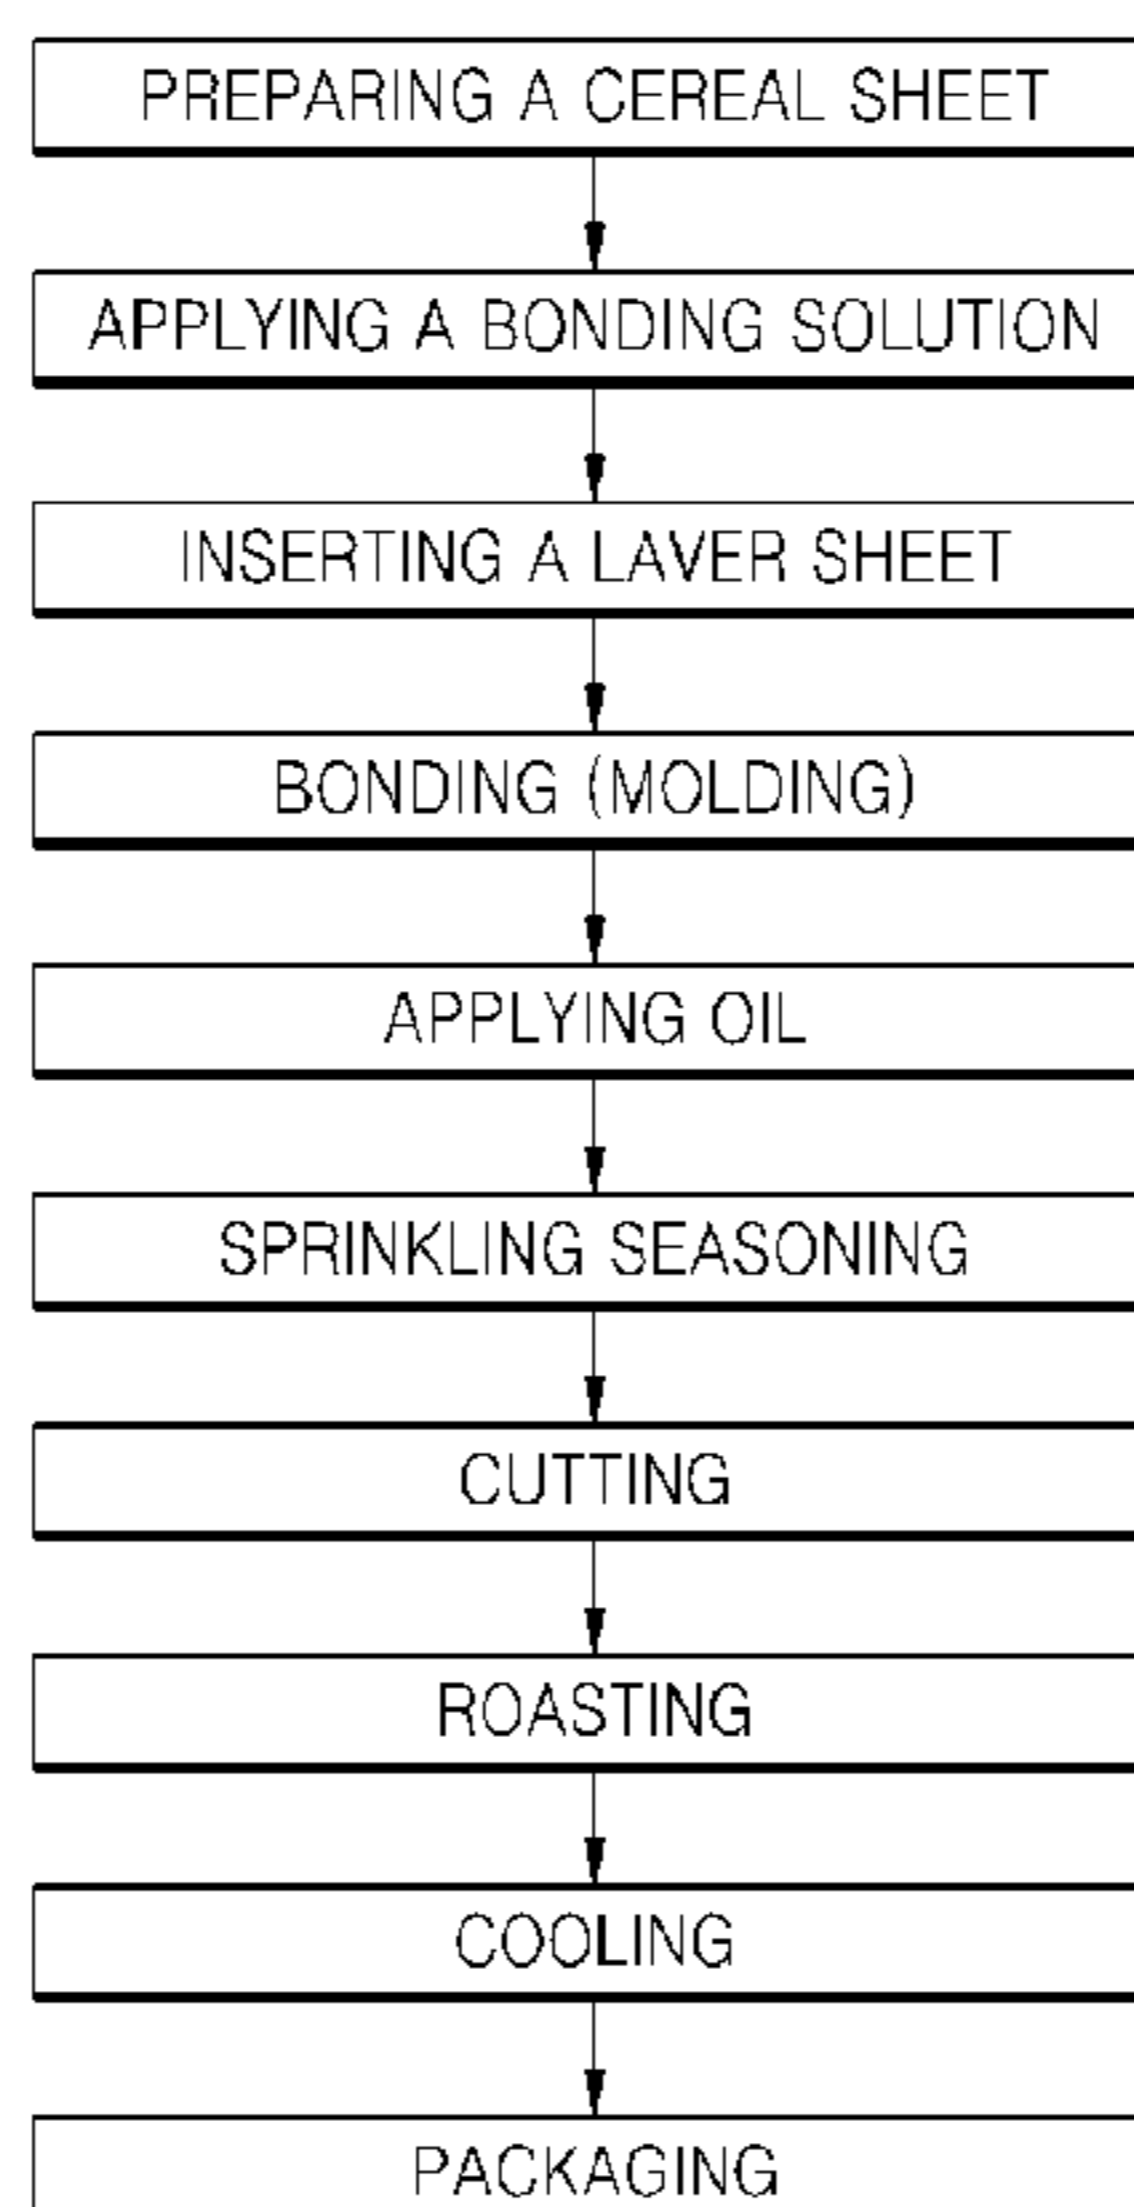 PREPARING A CEREAL SHEET
APPLYING A BONDING SOLUTION
INSERTING A LAVER SHEET
BONDING (MOLDING)
APPLYING OIL
SPRINKLING SEASONING
CUTTING
ROASTING
COOLING
PACKAGING